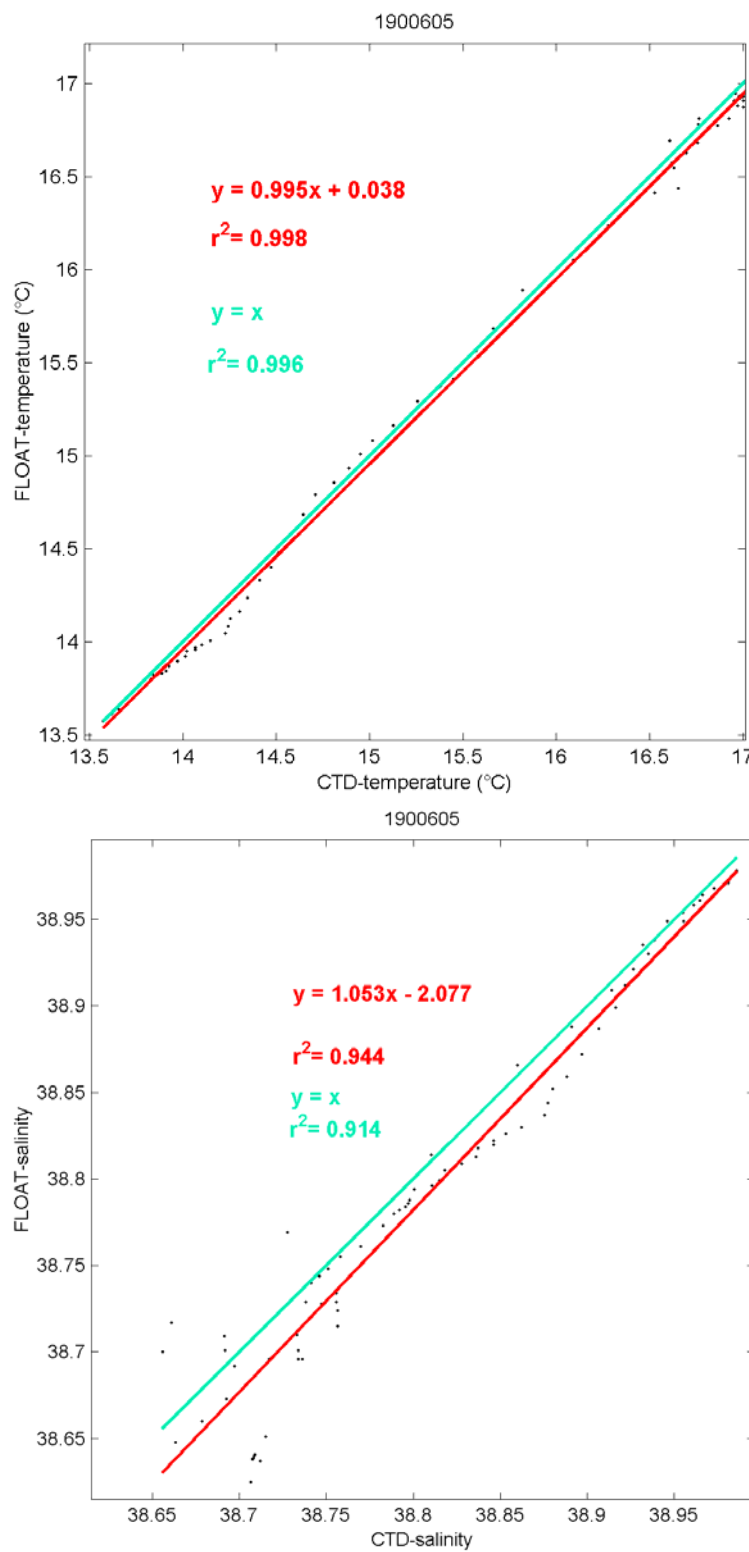 1900605
17
16.5
16
15.5
15
14.5
14
13.5
FLOAT-temperature (°C)
y = 0.995x + 0.038
r²= 0.998
y = x
r²= 0.996
13.5 14 14.5 15 15.5 16 16.5 17
CTD-temperature (°C)
1900605
38.95
38.9
38.85
38.8
38.75
38.7
38.65
FLOAT-salinity
y = 1.053x - 2.077
r²= 0.944
y = x
r²= 0.914
38.65 38.7 38.75 38.8 38.85 38.9 38.95
CTD-salinity